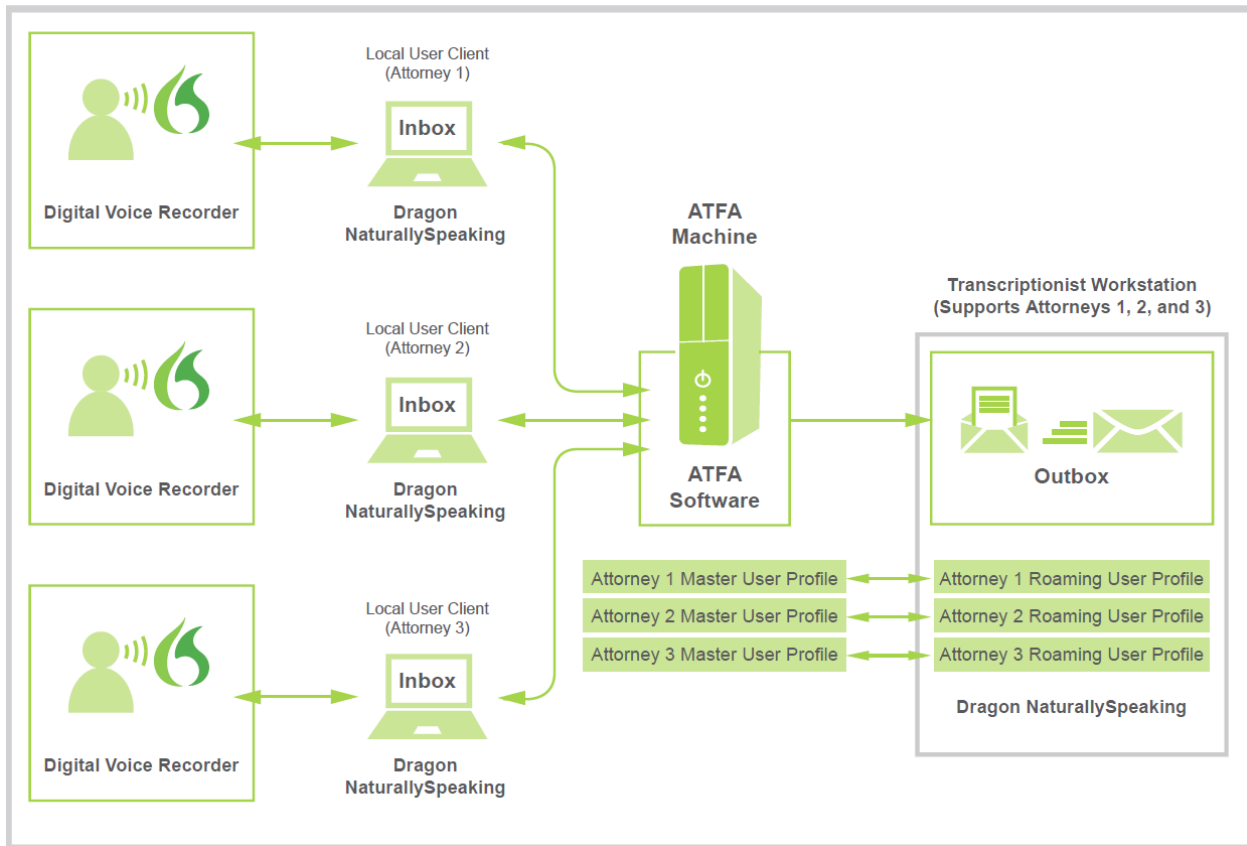 Local User Client
(Attorney 1)
Inbox
Digital Voice Recorder
Dragon
NaturallySpeaking
Local User Client
(Attorney 2)
Inbox
Digital Voice Recorder
Dragon
NaturallySpeaking
Local User Client
(Attorney 3)
Inbox
Digital Voice Recorder
Dragon
NaturallySpeaking
ATFA
Machine
ATFA
Software
Transcriptionist Workstation
(Supports Attorneys 1, 2, and 3)
Outbox
Attorney 1 Master User Profile
Attorney 1 Roaming User Profile
Attorney 2 Master User Profile
Attorney 2 Roaming User Profile
Attorney 3 Master User Profile
Attorney 3 Roaming User Profile
Dragon NaturallySpeaking